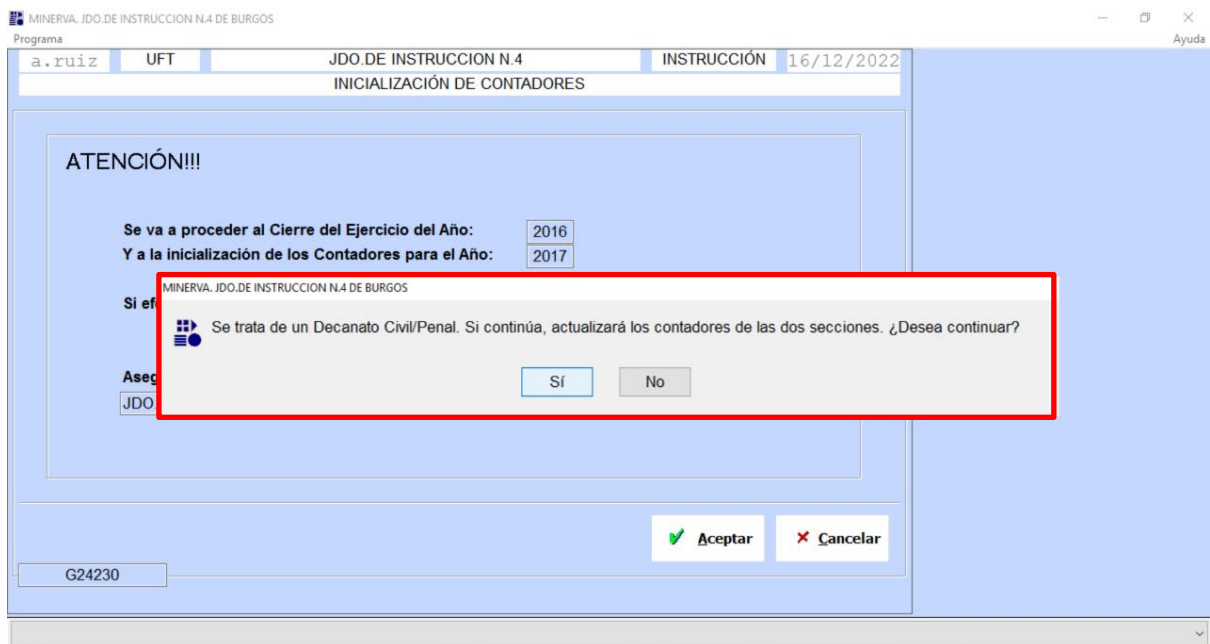 MINERVA. JDO.DE INSTRUCCION N.4 DE BURGOS
Programa
Ayuda
a.ruiz UFT JDO.DE INSTRUCCION N.4 INSTRUCCIÓN 16/12/2022
INICIALIZACIÓN DE CONTADORES
ATENCIÓN!!!
Se va a proceder al Cierre del Ejercicio del Año: 2016
Y a la inicialización de los Contadores para el Año: 2017
MINERVA. JDO.DE INSTRUCCION N.4 DE BURGOS
Si ef
Se trata de un Decanato Civil/Penal. Si continúa, actualizará los contadores de las dos secciones. ¿Desea continuar?
Aseg
Sí No
JDO.
Aceptar Cancelar
G24230